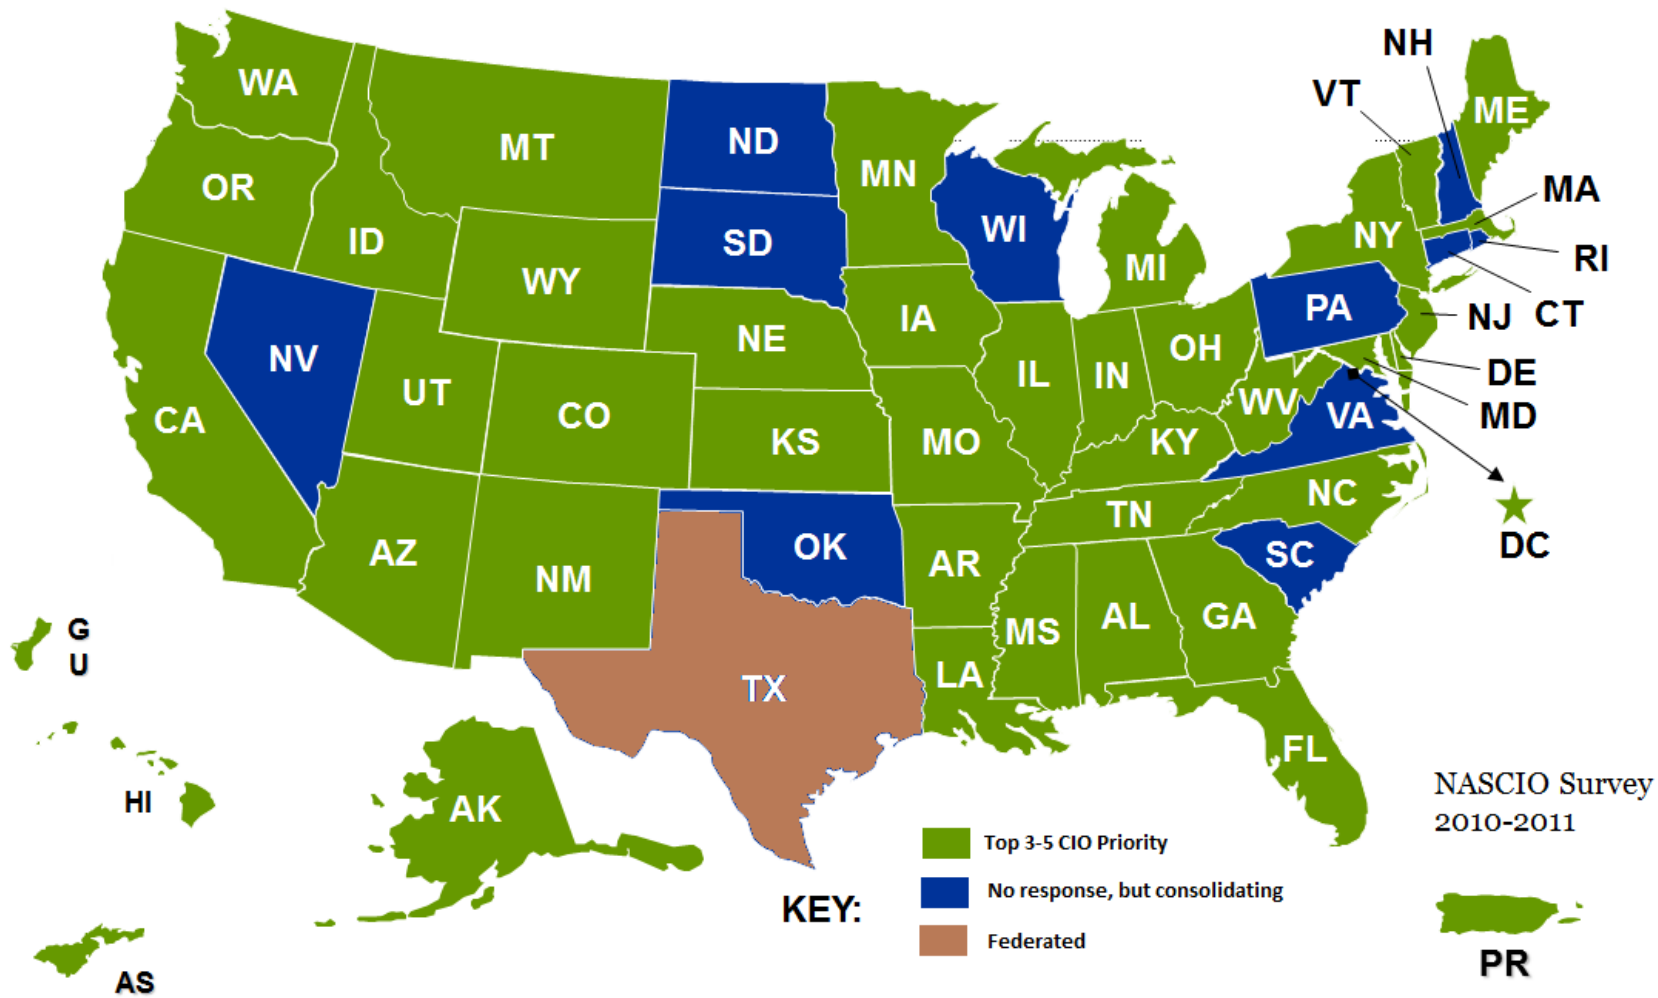 NH
VT
WA
ME
MT
ND
MN
OR
MA
WI
NY
ID
SD
RI
MI
WY
PA
CT
NJ
IA
NE
OH
NV
IL
IN
DE
UT
WV
MD
CO
VA
CA
KS
MO
KY
NC
TN
DC
OK
SC
AZ
AR
NM
GA
AL
G
U
MS
LA
TX
FL
NASCIO Survey
2010-2011
HI
AK
Top 3-5 CIO Priority
No response, but consolidating
KEY:
Federated
PR
AS